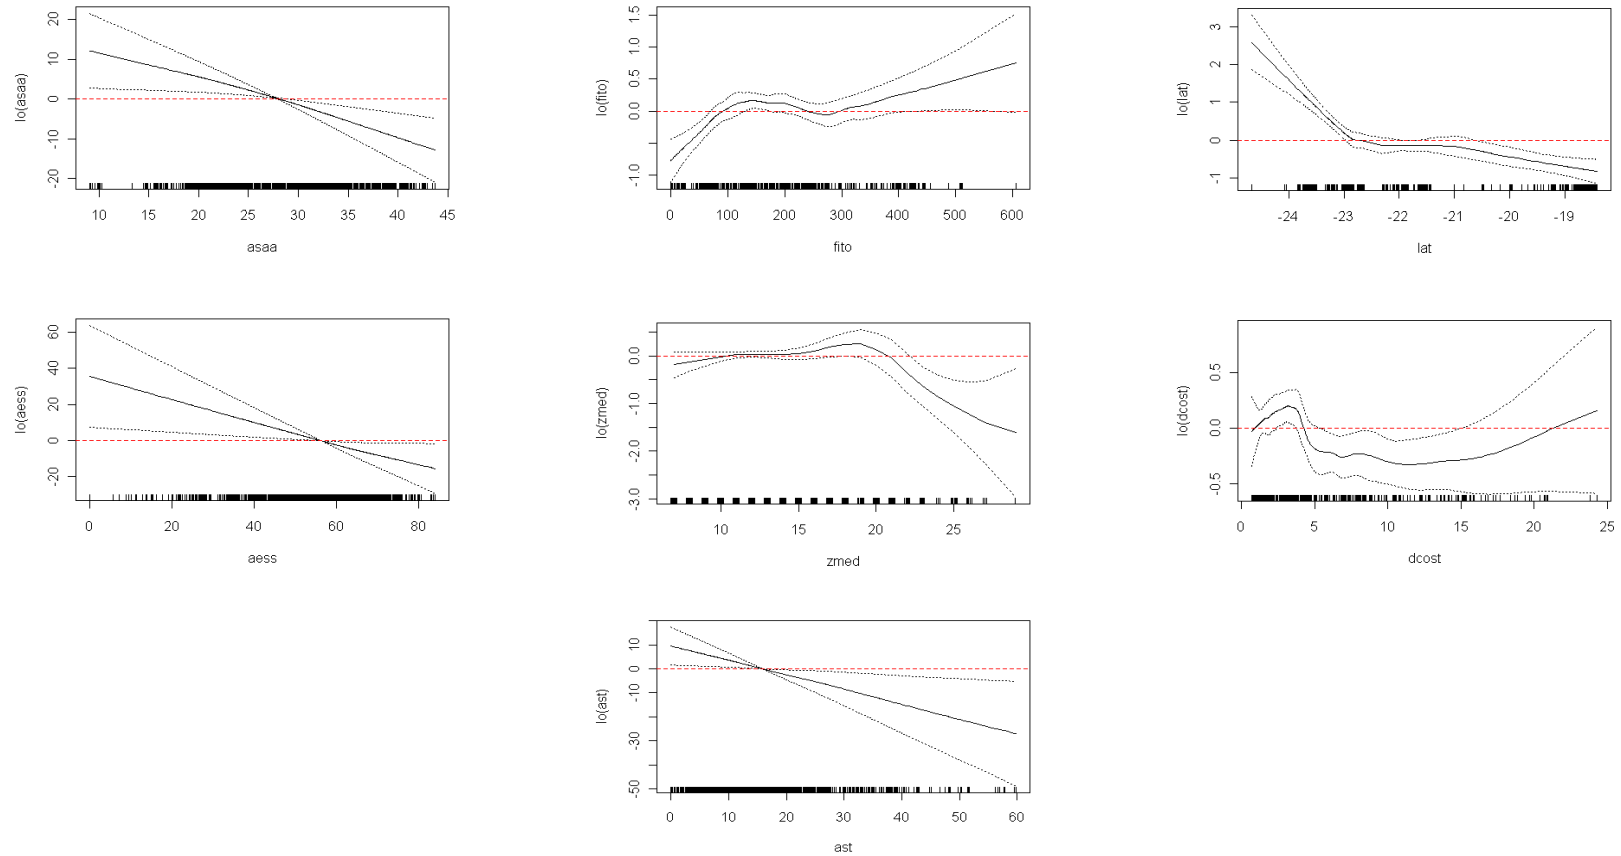 lo(asaa)
20
10
0
-10
-20
10 15 20 25 30 35 40 45
asaa
lo(fito)
1.5
1.0
0.5
0.0
-1.0
0 100 200 300 400 500 600
fito
lo(lat)
3
2
1
0
-1
-24 -23 -22 -21 -20 -19
lat
lo(aess)
60
40
20
0
-20
0 20 40 60 80
aess
lo(zmed)
0.0
-1.0
-2.0
-3.0
10 15 20 25
zmed
lo(dcost)
0.5
0.0
-0.5
0 5 10 15 20 25
dcost
lo(ast)
10
0
-10
-30
-50
0 10 20 30 40 50 60
ast